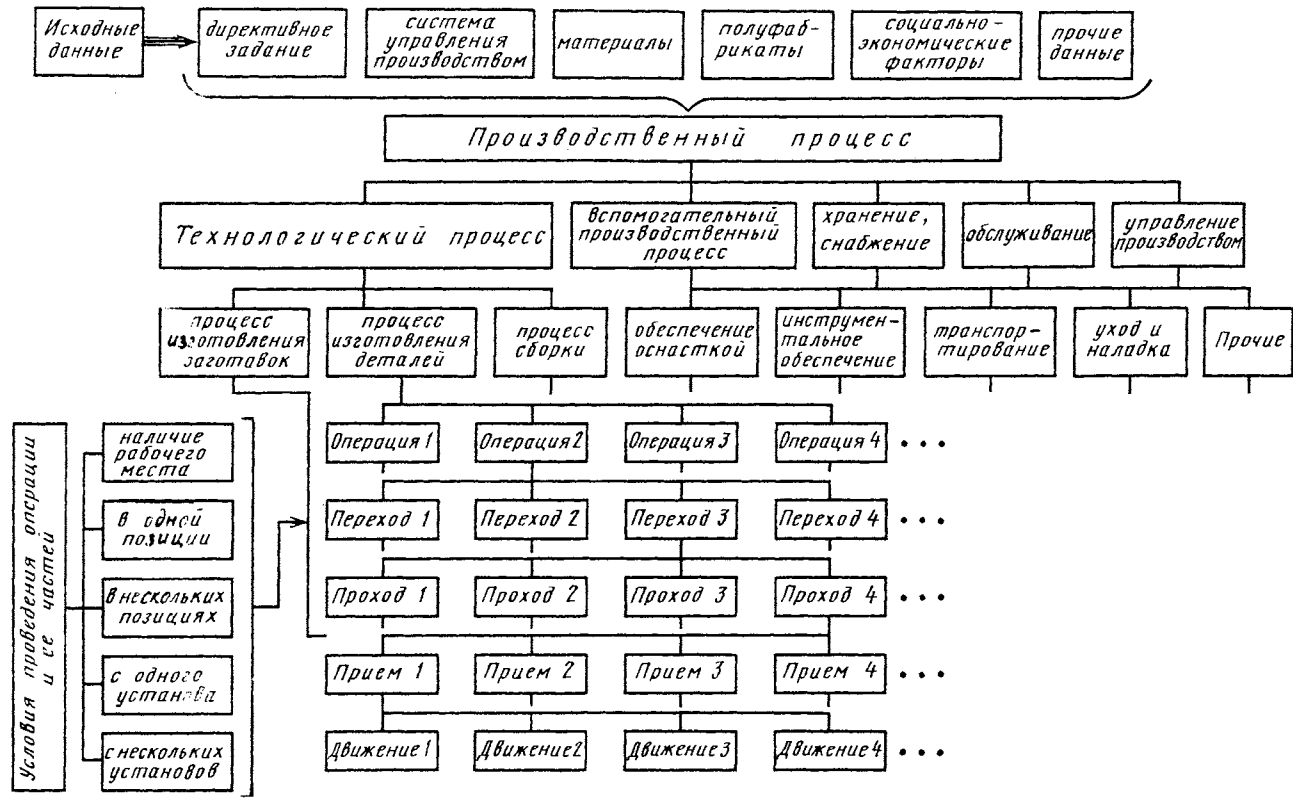 Исходные
данные
директивное
задание
система
управления
производством
материалы
полуфаб-
рикаты
социально-
экономические
факторы
прочие
данные
Производственный процесс
Технологический процесс
вспомогательный
производственный
процесс
хранение,
снабжение
обслуживание
управление
производством
процесс
изготовления
заготавок
процесс
изготовления
деталей
процесс
сборки
обеспечение
оснасткой
инструмен-
тальное
обеспечение
транспор-
тирование
уход и
наладка
Прочие
Условия проведения опсрации
и ее частей
наличие
рабочего
места
в одной
позиции
в нескольких
позициях
с одного
установа
с нескольких
установов
Операция 1
Операция 2
Операция 3
Операция 4 ...
Переход 1
Переход 2
Переход 3
Переход 4 ...
Проход 1
Проход 2
Проход 3
Проход 4 ...
Прием 1
Прием 2
Прием 3
Прием 4 ...
Движение 1
Движение 2
Движение 3
Движение 4 ...